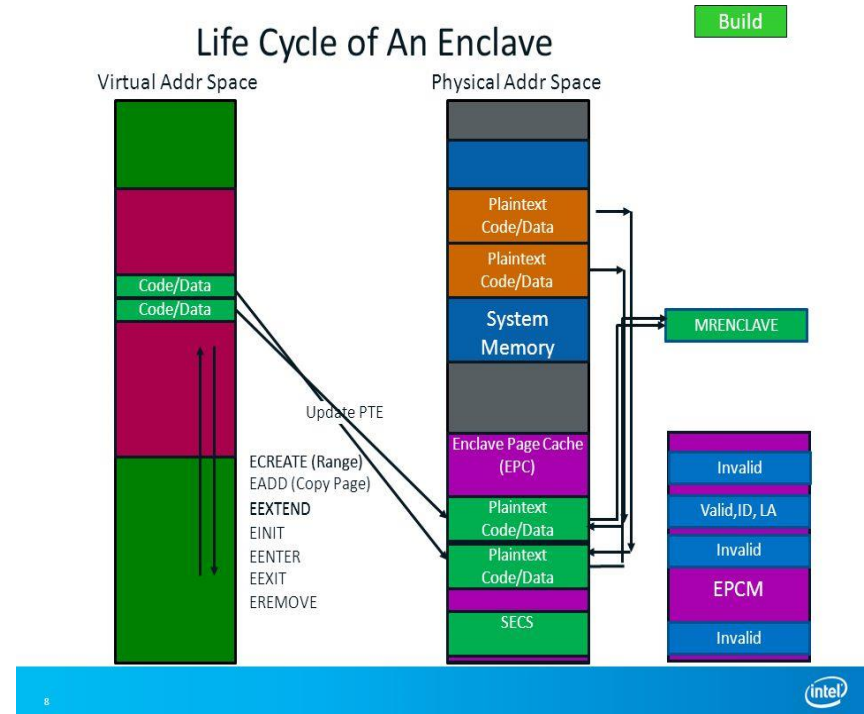 Build
Life Cycle of An Enclave
Virtual Addr Space
Physical Addr Space
Code/Data
Code/Data
Plaintext
Code/Data
Plaintext
Code/Data
System
Memory
MRENCLAVE
Update PTE
Enclave Page Cache
(EPC)
Plaintext
Code/Data
Plaintext
Code/Data
SECS
ECREATE (Range)
EADD (Copy Page)
EEXTEND
EINIT
EENTER
EEXIT
EREMOVE
Invalid
Valid,ID, LA
Invalid
EPCM
Invalid
8
intel